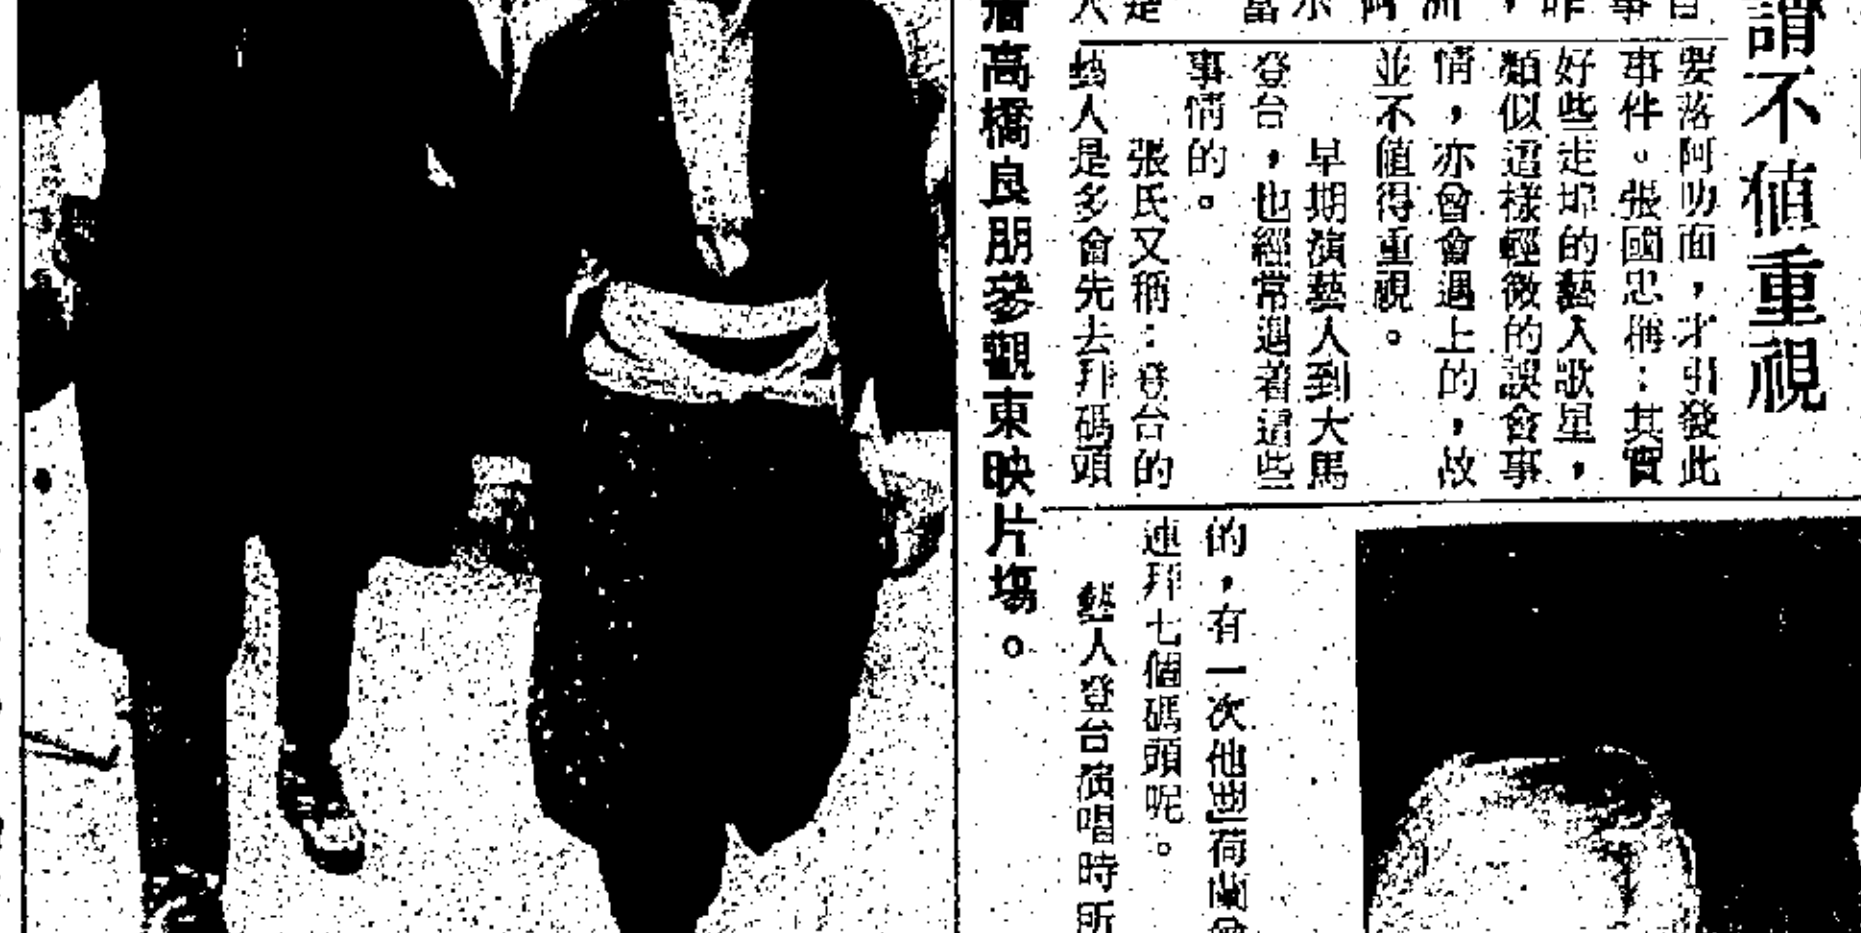 謂不值重視
要落阿叻面，才引發此
事件。張國忠稱：其實
好些走埠的藝人歌星，
類似這樣輕微的誤會事
情，亦會會遇上的，故
並不值得重視。
早期演藝人到大馬
登台，也經常遇着這些
事情的。
張氏又稱：登台的
藝人是多會先去拜碼頭
的，有一次他與荷蘭
連拜七個碼頭呢。
藝人登台演唱時所
高橋良朋參觀東映片場。